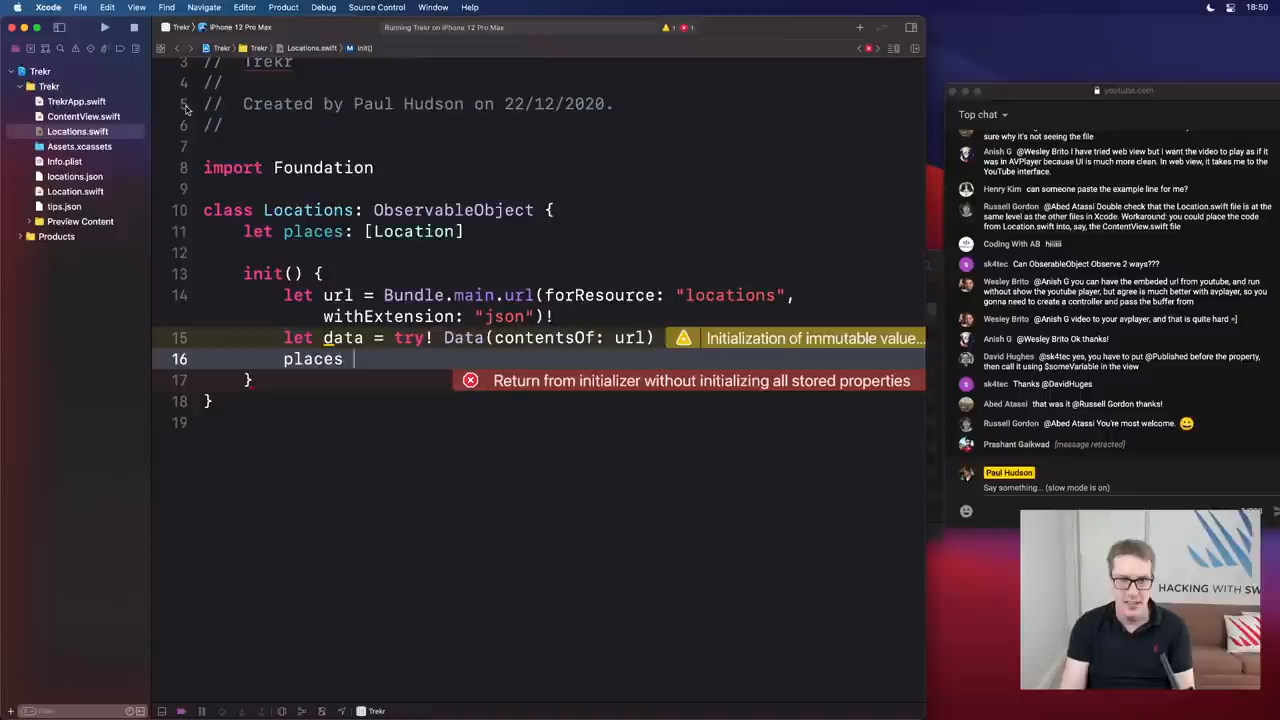 Xcode File Edit View Find Navigate Editor Product Debug Source Control Window Help 18:50
Trekr iPhone 12 Pro Max
Running Trekr on iPhone 12 Pro Max
1 1
Trekr Trekr Locations.swift M init()
Trekr
Trekr
TrekrApp.swift
ContentView.swift
Locations.swift
Assets.xcassets
Info.plist
locations.json
Location.swift
tips.json
Preview Content
Products
Filter
3 // Trekr
4 //
5 // Created by Paul Hudson on 22/12/2020.
6 //
7
8 import Foundation
9
10 class Locations: ObservableObject {
11 let places: [Location]
12
13 init() {
14 let url = Bundle.main.url(forResource: "locations",
withExtension: "json")!
15 let data = try! Data(contentsOf: url) Initialization of immutable value...
16 places
17 } Return from initializer without initializing all stored properties
18 }
19
Trekr
youtube.com
Top chat
sure why it's not seeing the file
Anish G @Wesley Brito I have tried web view but I want the video to play as if it
was in AVPlayer because UI is much more clean. In web view, it takes me to the
YouTube interface.
Henry Kim can someone paste the example line for me?
Russell Gordon @Abed Atassi Double check that the Location.swift file is at the
same level as the other files in Xcode. Workaround: you could place the code
from Location.swift into, say, the ContentView.swift file
Coding With AB hiiiiii
sk4tec Can ObserableObject Observe 2 ways???
Wesley Brito @Anish G you can have the embeded url from youtube, and run
without show the youtube player, but agree is much better with avplayer, so you
gonna need to create a controller and pass the buffer from
Wesley Brito @Anish G video to your avplayer, and that is quite hard =]
Anish G @Wesley Brito Ok thanks!
David Hughes @sk4tec yes, you have to put @Published before the property,
then call it using $someVariable in the view
sk4tec Thanks @DavidHuges
Abed Atassi that was it @Russell Gordon thanks!
Russell Gordon @Abed Atassi You're most welcome.
Prashant Gaikwad [message retracted]
Paul Hudson
Say something... (slow mode is on)
HACKING WITH SW